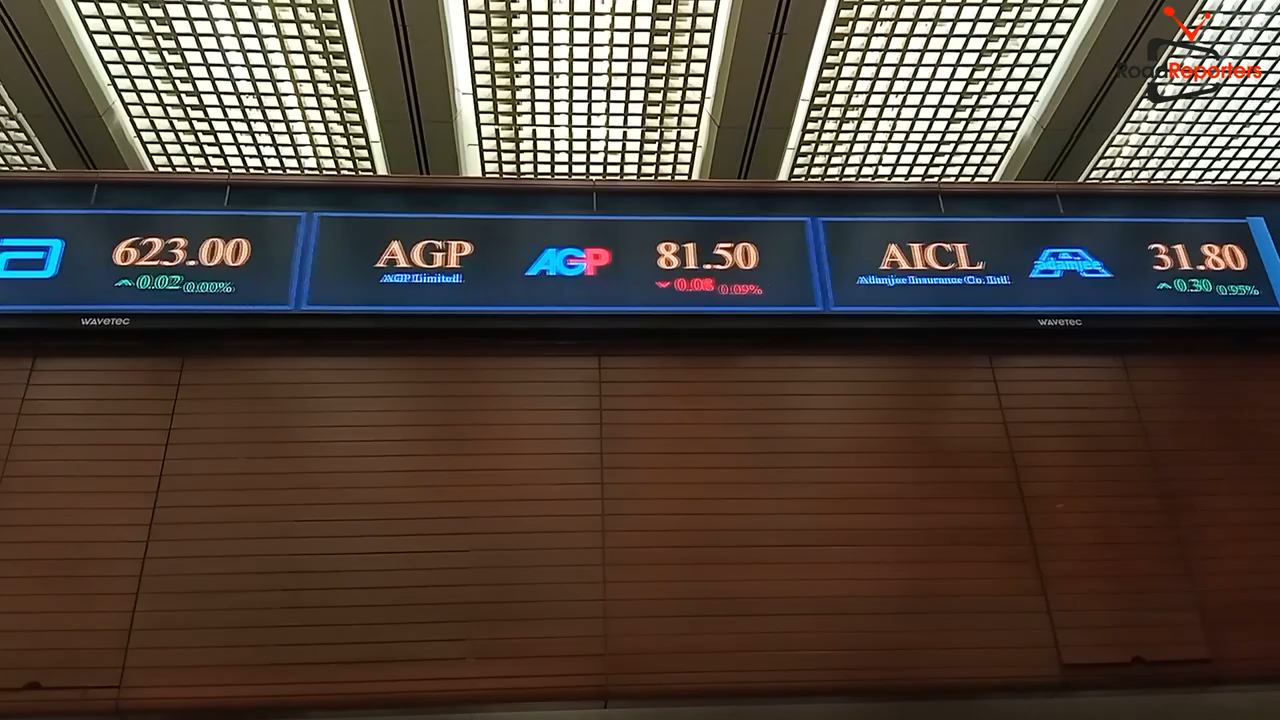 RoadReporters
623.00
0.02 0.00%
AGP
AGP Limited.
AGP
81.50
0.08 0.09%
AICL
Adamjee Insurance Co. Ltd.
adamjee
31.80
0.30 0.95%
WAVETEC
WAVETEC